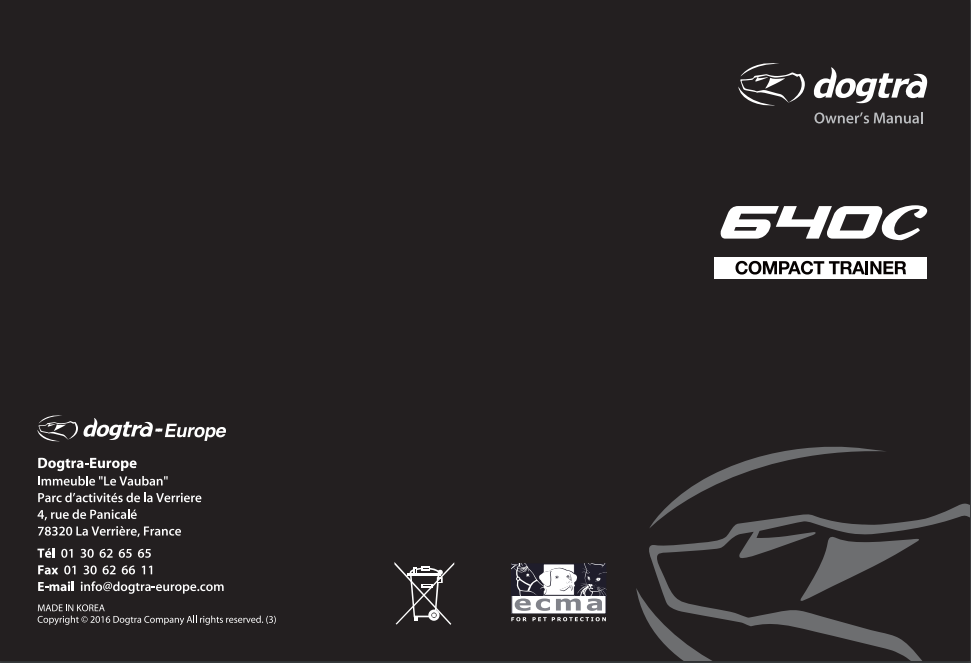 dogtra
Owner's Manual
640C
COMPACT TRAINER
dogtra-Europe
Dogtra-Europe
Immeuble "Le Vauban"
Parc d'activités de la Verriere
4, rue de Panicalé
78320 La Verrière, France
Tél 01 30 62 65 65
Fax 01 30 62 66 11
E-mail info@dogtra-europe.com
MADE IN KOREA
Copyright © 2016 Dogtra Company All rights reserved. (3)
ecma
FOR PET PROTECTION